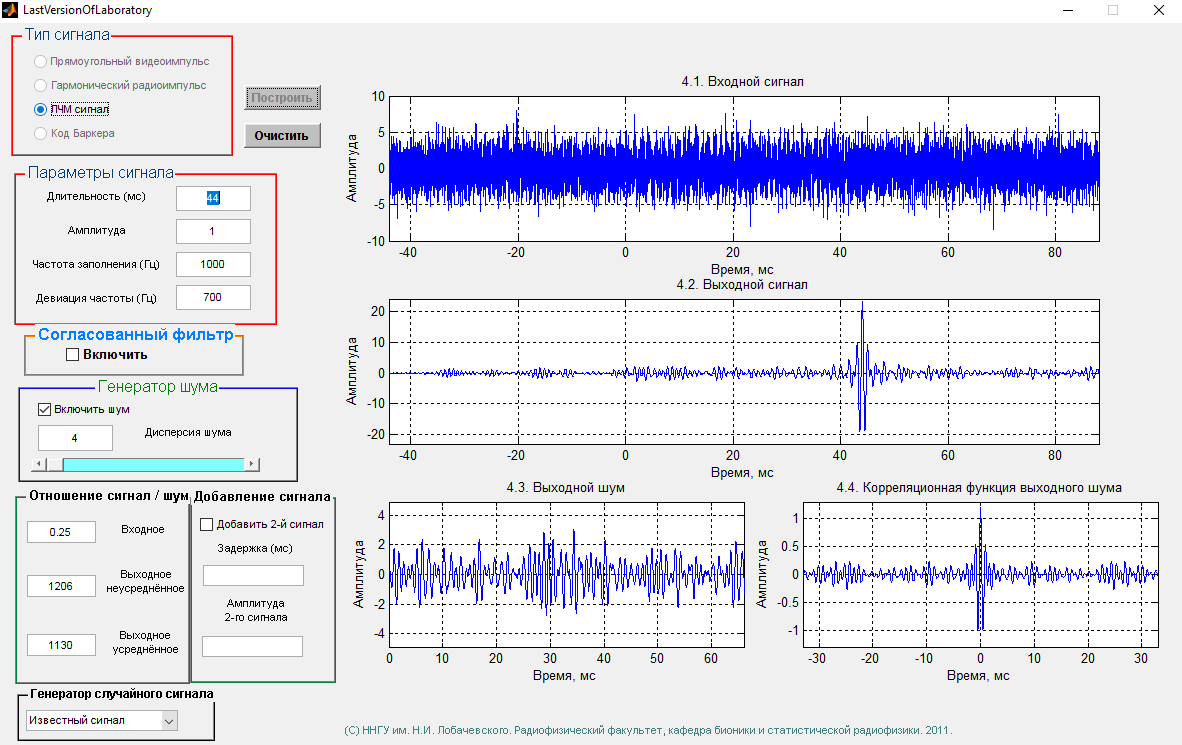 LastVersionOfLaboratory
Тип сигнала
Прямоугольный видеоимпульс
Гармонический радиоимпульс
ЛЧМ сигнал
Код Баркера
Построить
Очистить
Параметры сигнала
Длительность (мс)
44
Амплитуда
1
Частота заполнения (Гц)
1000
Девиация частоты (Гц)
700
Согласованный фильтр
Включить
Генератор шума
Включить шум
4
Дисперсия шума
Отношение сигнал / шум
0.25
Входное
1206
Выходное
неусреднённое
1130
Выходное
усреднённое
Добавление сигнала
Добавить 2-й сигнал
Задержка (мс)
Амплитуда
2-го сигнала
Генератор случайного сигнала
Известный сигнал
4.1. Входной сигнал
Амплитуда
10
5
0
-5
-10
-40 -20 0 20 40 60 80
Время, мс
4.2. Выходной сигнал
Амплитуда
20
10
0
-10
-20
-40 -20 0 20 40 60 80
Время, мс
4.3. Выходной шум
Амплитуда
4
2
0
-2
-4
0 10 20 30 40 50 60
Время, мс
4.4. Корреляционная функция выходного шума
Амплитуда
1
0.5
0
-0.5
-1
-30 -20 -10 0 10 20 30
Время, мс
(С) ННГУ им. Н.И. Лобачевского. Радиофизический факультет, кафедра бионики и статистической радиофизики. 2011.